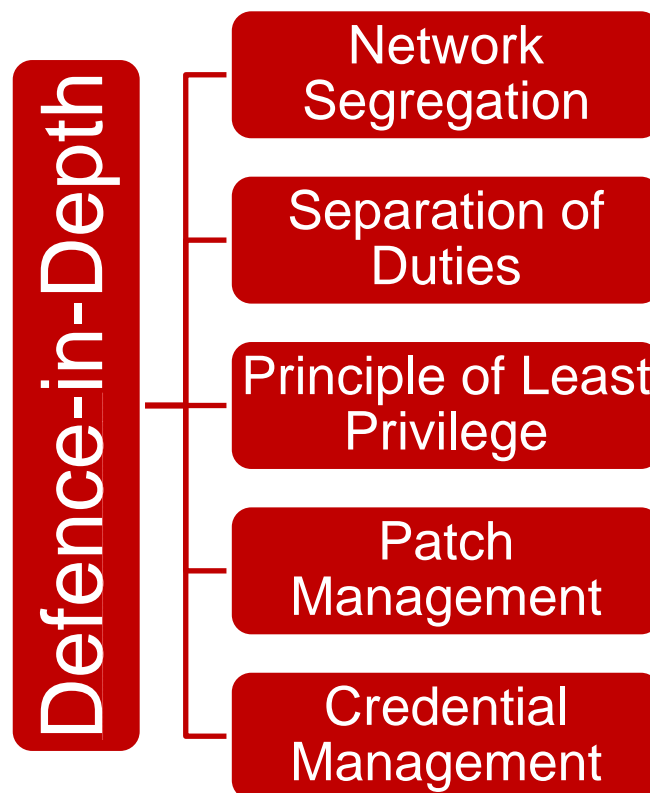 Defence-in-Depth
Network
Segregation
Separation of
Duties
Principle of Least
Privilege
Patch
Management
Credential
Management